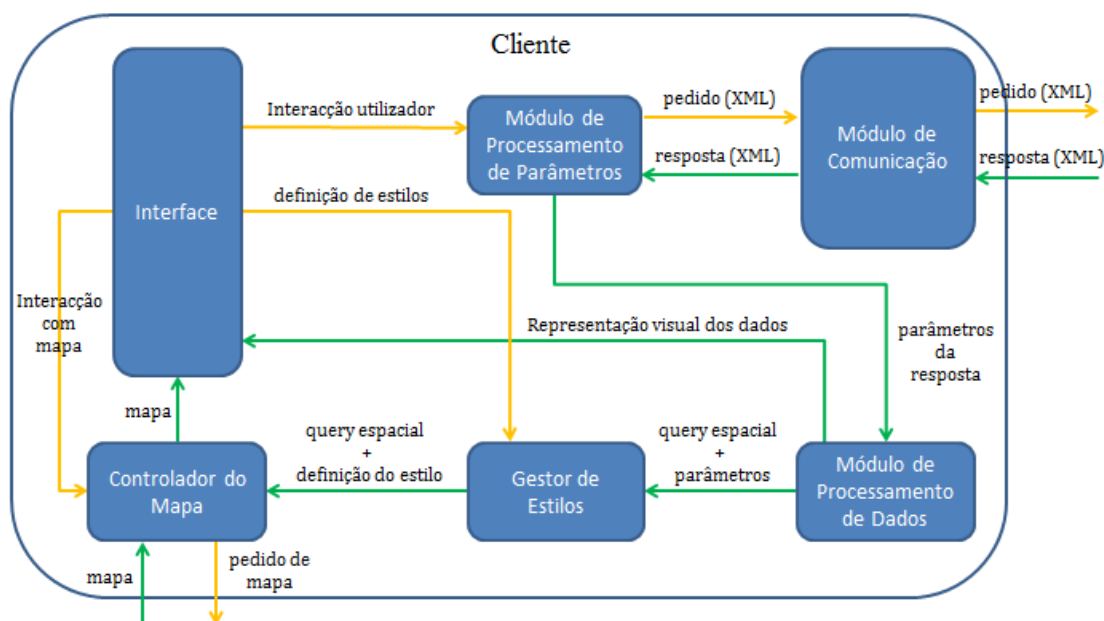 Cliente
Interacção utilizador
pedido (XML)
pedido (XML)
Módulo de
Processamento
de Parâmetros
Módulo de
Comunicação
resposta (XML)
resposta (XML)
definição de estilos
Interface
Interacção
com
mapa
Representação visual dos dados
parâmetros
da
resposta
mapa
query espacial
+
definição do estilo
query espacial
+
parâmetros
Controlador do
Mapa
Gestor de
Estilos
Módulo de
Processamento
de Dados
mapa
pedido de
mapa